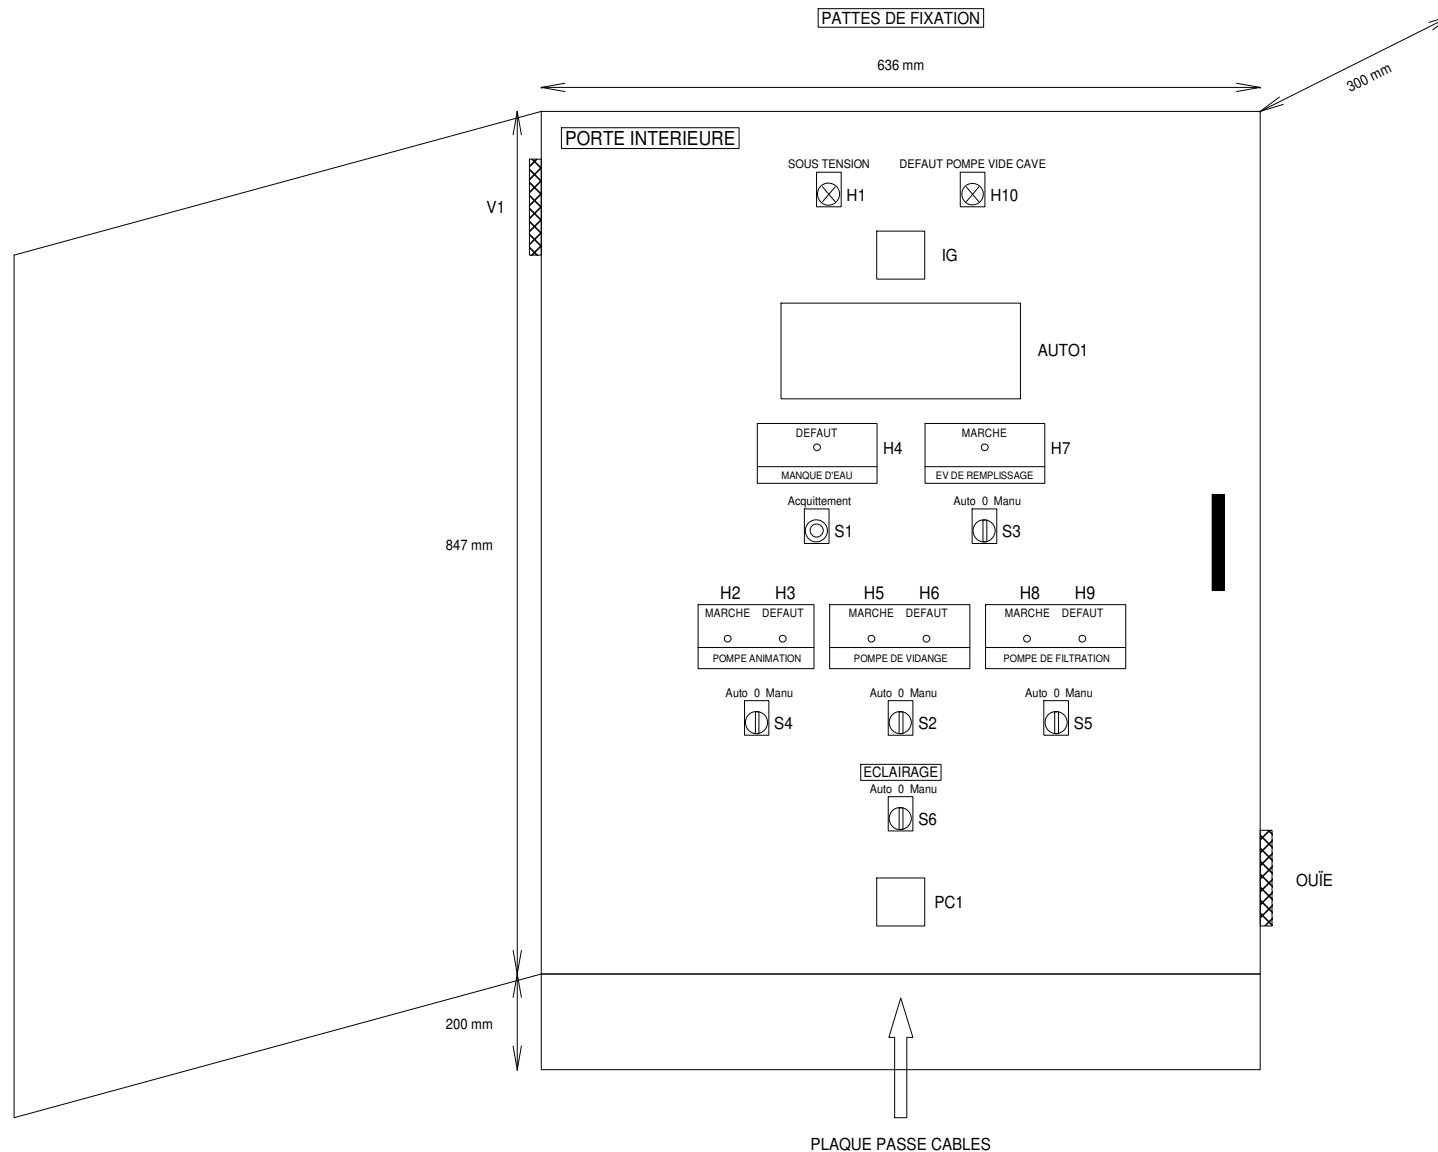 PATTES DE FIXATION
636 mm
300 mm
PORTE INTERIEURE
SOUS TENSION
DEFAUT POMPE VIDE CAVE
H1
H10
V1
IG
AUTO1
DEFAUT
H4
MANQUE D'EAU
MARCHE
H7
EV DE REMPLISSAGE
Acquittement
S1
Auto 0 Manu
S3
847 mm
H2 H3
MARCHE DEFAUT
POMPE ANIMATION
H5 H6
MARCHE DEFAUT
POMPE DE VIDANGE
H8 H9
MARCHE DEFAUT
POMPE DE FILTRATION
Auto 0 Manu
S4
Auto 0 Manu
S2
Auto 0 Manu
S5
ECLAIRAGE
Auto 0 Manu
S6
OUÏE
PC1
200 mm
PLAQUE PASSE CABLES